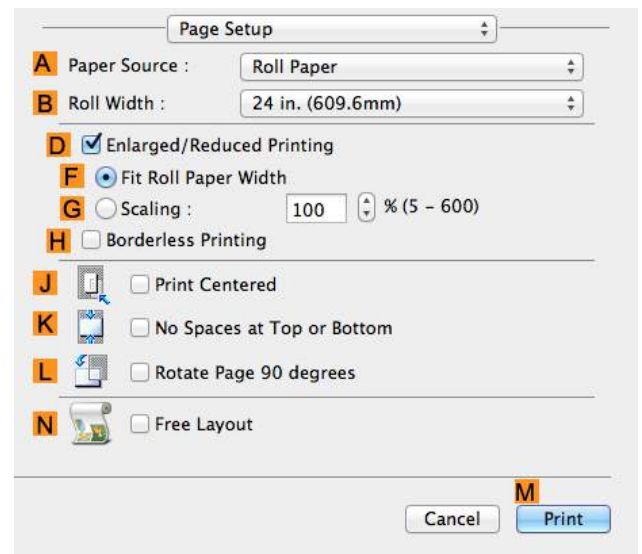 Page Setup
A Paper Source : Roll Paper
B Roll Width : 24 in. (609.6mm)
D Enlarged/Reduced Printing
F Fit Roll Paper Width
G Scaling : 100 % (5 – 600)
H Borderless Printing
J Print Centered
K No Spaces at Top or Bottom
L Rotate Page 90 degrees
N Free Layout
M
Cancel Print